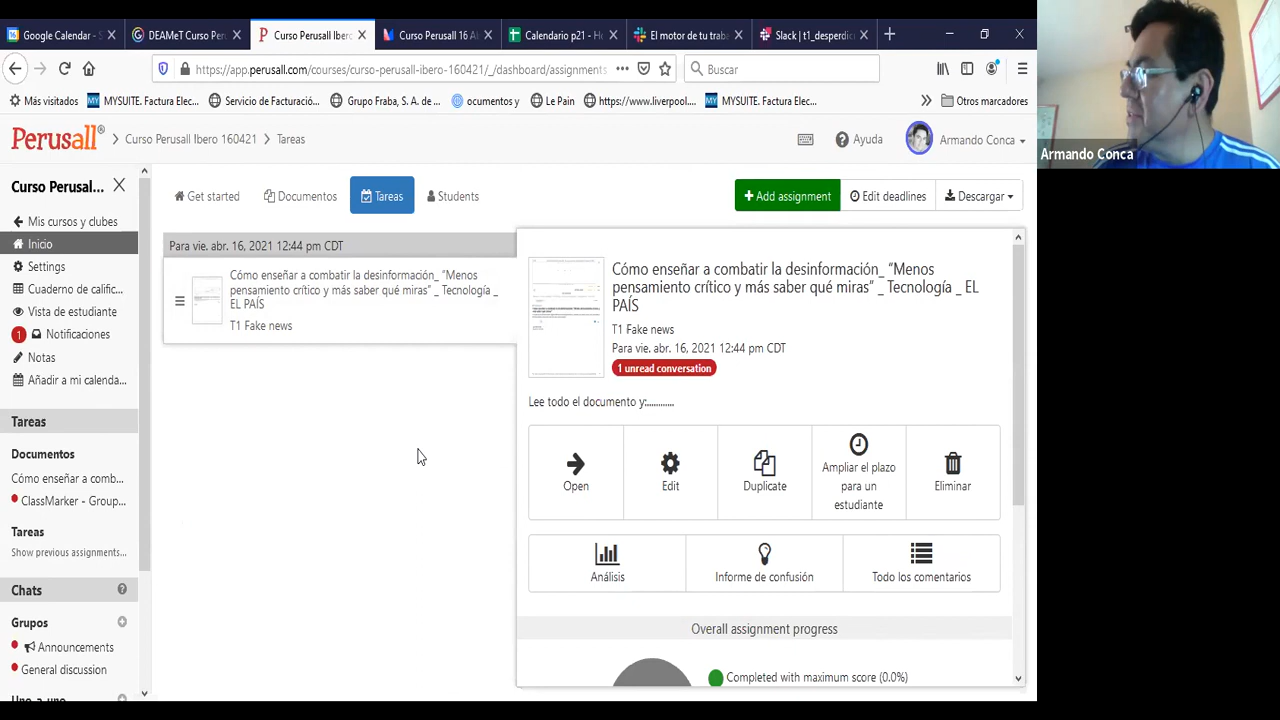 Google Calendar - S
DEAMeT Curso Per
Curso Perusall Iberc
Curso Perusall 16 Al
Calendario p21 - Ho
El motor de tu traba
Slack | t1_desperdici
https://app.perusall.com/courses/curso-perusall-ibero-160421/_/dashboard/assignments
Buscar
Más visitados
MYSUITE. Factura Elec...
Servicio de Facturació...
Grupo Fraba, S. A. de ...
ocumentos y
Le Pain
https://www.liverpool....
MYSUITE. Factura Elec...
Otros marcadores
Perusall®
Curso Perusall Ibero 160421
Tareas
Ayuda
Armando Conca
Armando Conca
Curso Perusal...
Mis cursos y clubes
Inicio
Settings
Cuaderno de calific...
Vista de estudiante
1 Notificaciones
Notas
Añadir a mi calenda...
Tareas
Documentos
Cómo enseñar a comb...
ClassMarker - Group...
Tareas
Show previous assignments...
Chats
Grupos
Announcements
General discussion
Get started
Documentos
Tareas
Students
Add assignment
Edit deadlines
Descargar
Para vie. abr. 16, 2021 12:44 pm CDT
Cómo enseñar a combatir la desinformación_ “Menos
pensamiento crítico y más saber qué miras” _ Tecnología _
EL PAÍS
T1 Fake news
Cómo enseñar a combatir la desinformación_ “Menos
pensamiento crítico y más saber qué miras” _ Tecnología _ EL
PAÍS
T1 Fake news
Para vie. abr. 16, 2021 12:44 pm CDT
1 unread conversation
Lee todo el documento y:............
Open
Edit
Duplicate
Ampliar el plazo
para un
estudiante
Eliminar
Análisis
Informe de confusión
Todo los comentarios
Overall assignment progress
Completed with maximum score (0.0%)